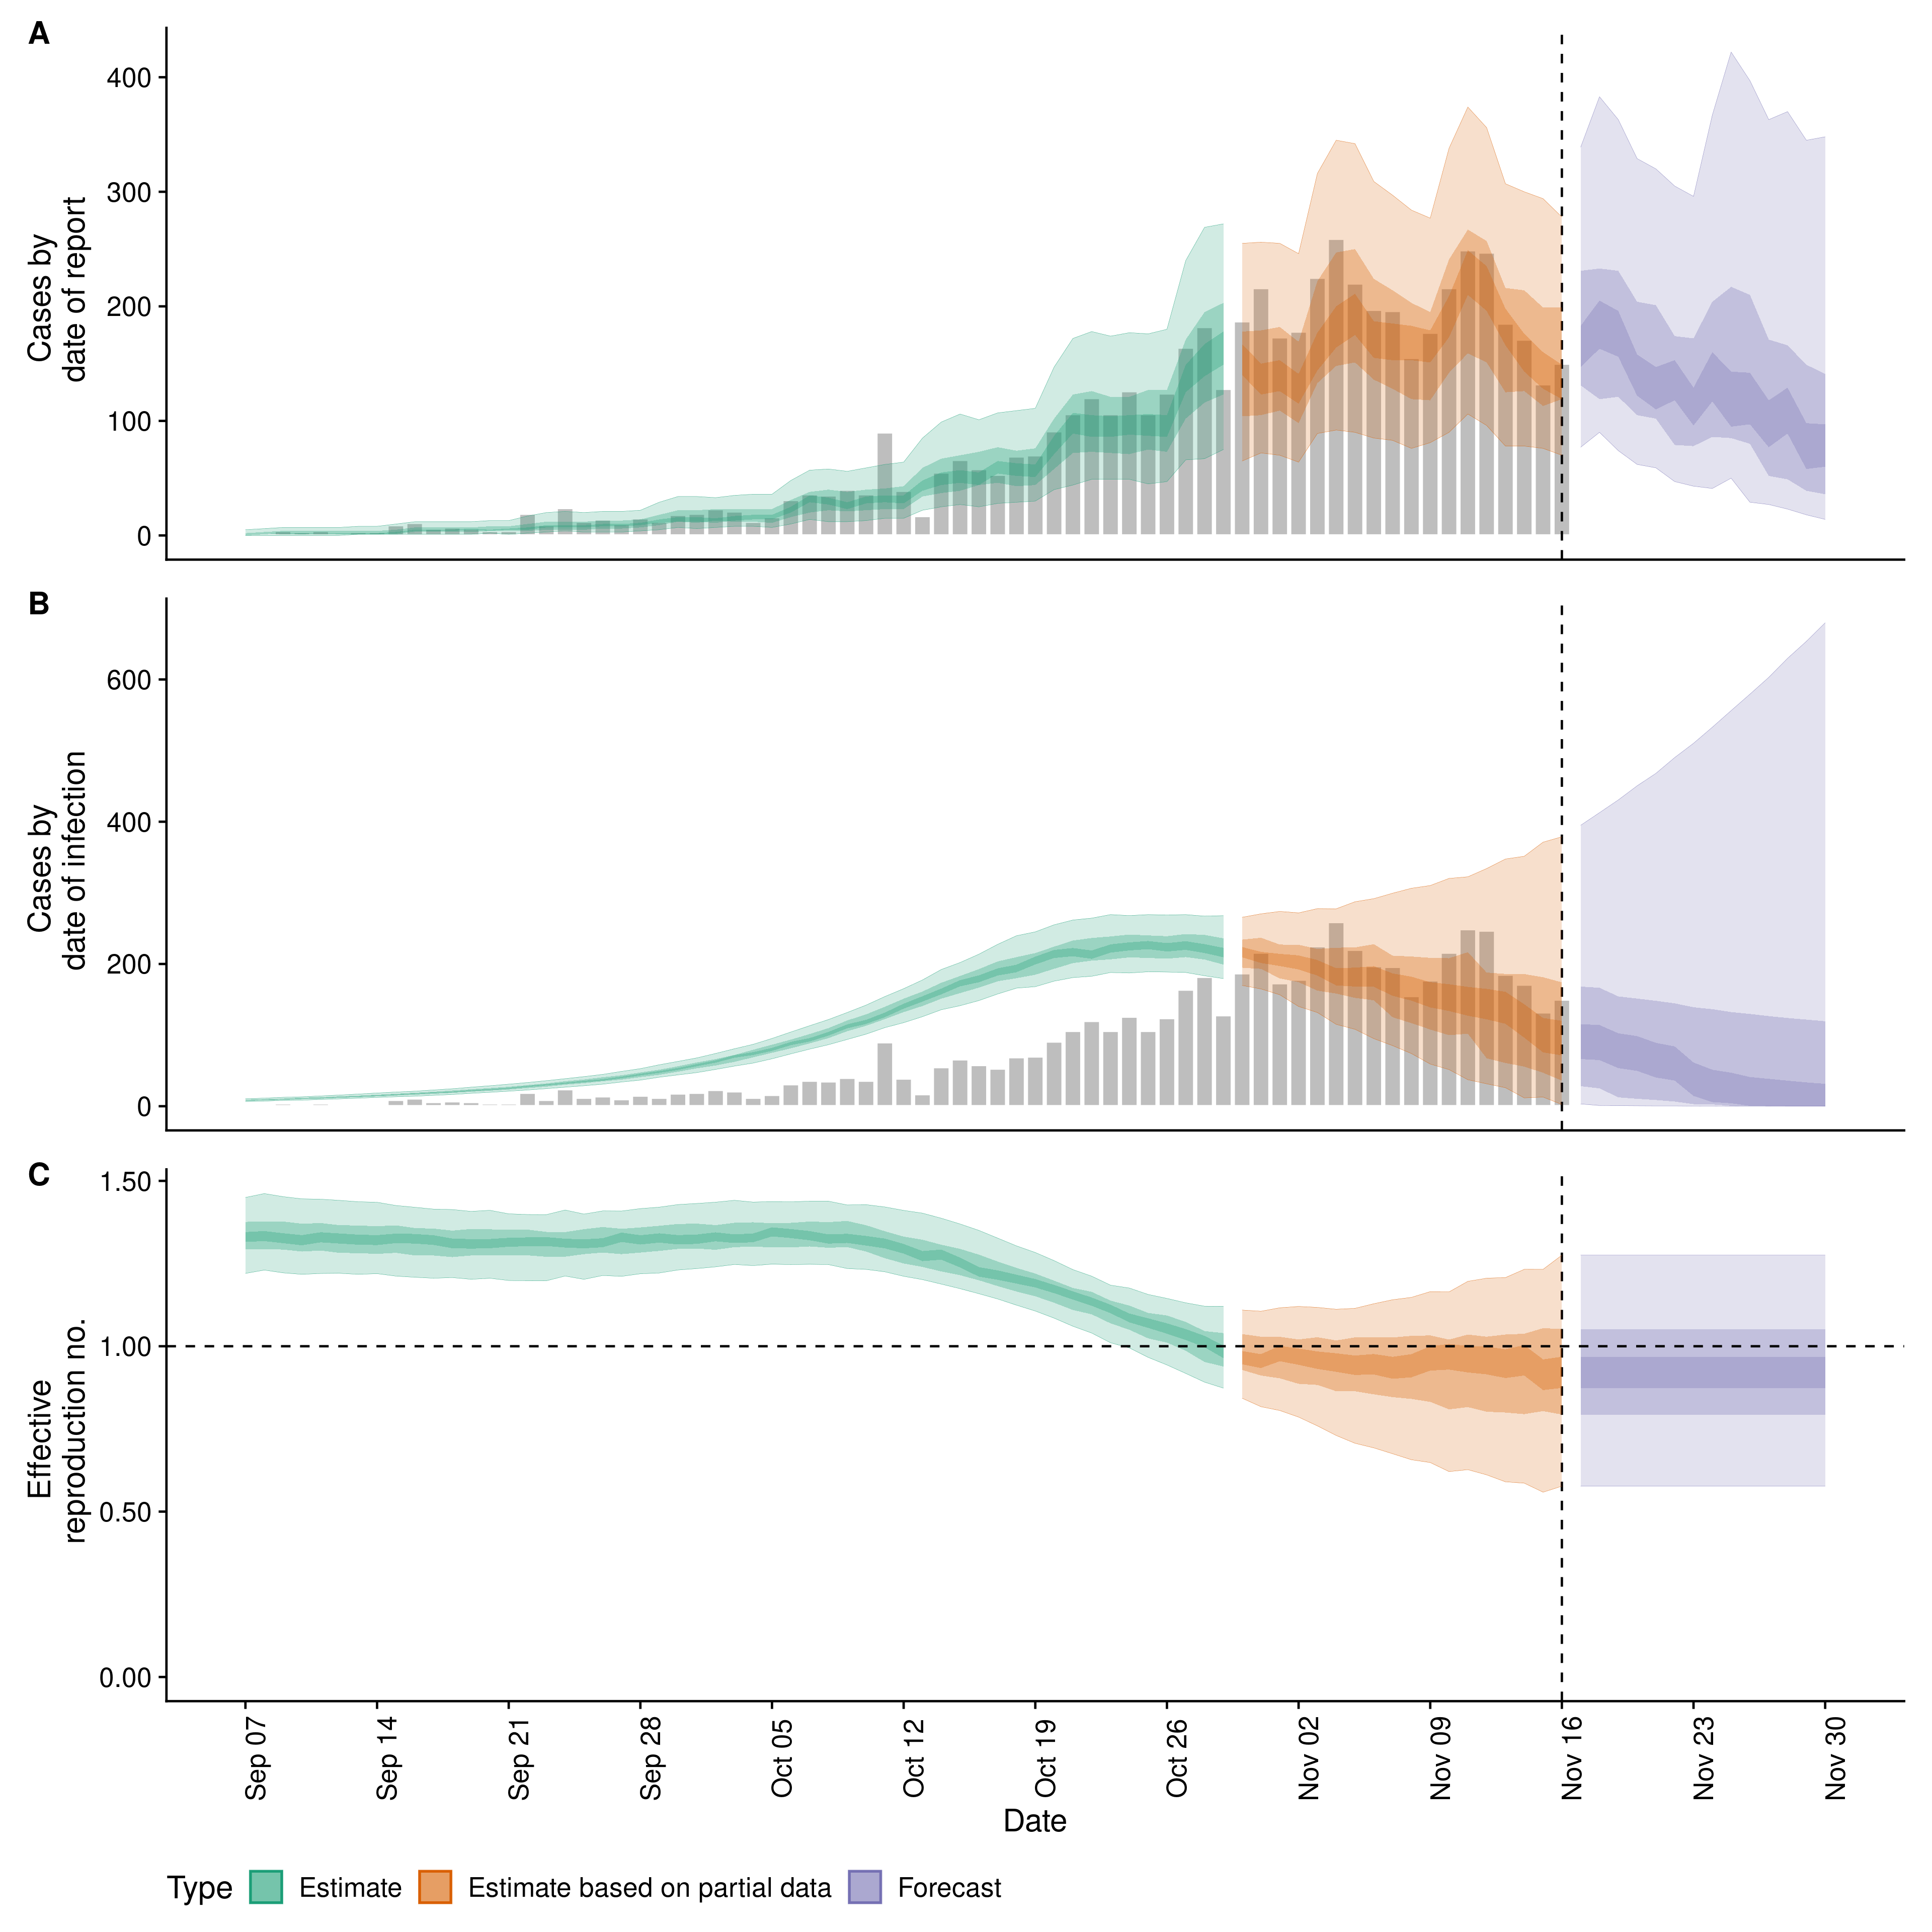 A
Cases by
date of report
400
300
200
100
0
B
Cases by
date of infection
600
400
200
0
C
Effective
reproduction no.
1.50
1.00
0.50
0.00
Sep 07
Sep 14
Sep 21
Sep 28
Oct 05
Oct 12
Oct 19
Oct 26
Nov 02
Nov 09
Nov 16
Nov 23
Nov 30
Date
Type Estimate Estimate based on partial data Forecast